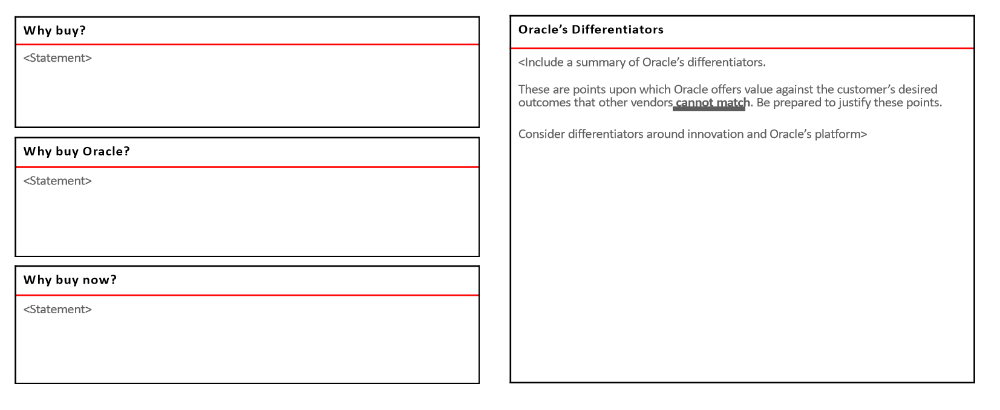 Why buy?
<Statement>
Why buy Oracle?
<Statement>
Why buy now?
<Statement>
Oracle’s Differentiators
<Include a summary of Oracle’s differentiators.
These are points upon which Oracle offers value against the customer’s desired
outcomes that other vendors cannot match. Be prepared to justify these points.
Consider differentiators around innovation and Oracle’s platform>